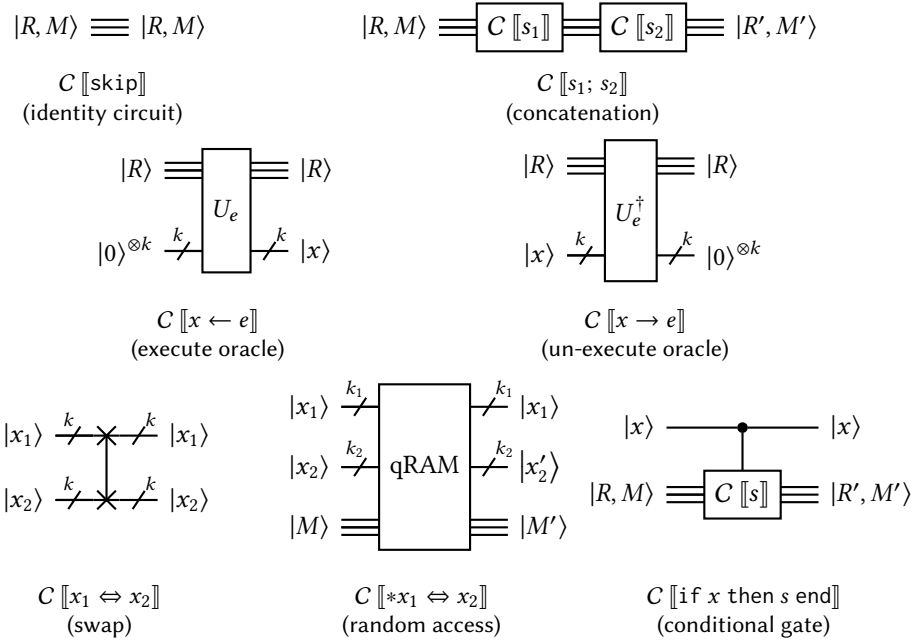 |R, M⟩ |R, M⟩ |R, M⟩ C ⟦s₁⟧ C ⟦s₂⟧ |R′, M′⟩
C ⟦skip⟧ C ⟦s₁; s₂⟧
(identity circuit) (concatenation)
|R⟩ |R⟩ |R⟩ |R⟩
Uₑ Uₑ†
|0⟩⊗ᵏ k k |x⟩ |x⟩ k k |0⟩⊗ᵏ
C ⟦x ← e⟧ C ⟦x → e⟧
(execute oracle) (un-execute oracle)
|x₁⟩ k k |x₁⟩ |x₁⟩ k₁ k₁ |x₁⟩ |x⟩ |x⟩
|x₂⟩ k k |x₂⟩ |x₂⟩ k₂ qRAM k₂ |x₂′⟩ |R, M⟩ C ⟦s⟧ |R′, M′⟩
|M⟩ |M′⟩
C ⟦x₁ ⇔ x₂⟧ C ⟦*x₁ ⇔ x₂⟧ C ⟦if x then s end⟧
(swap) (random access) (conditional gate)